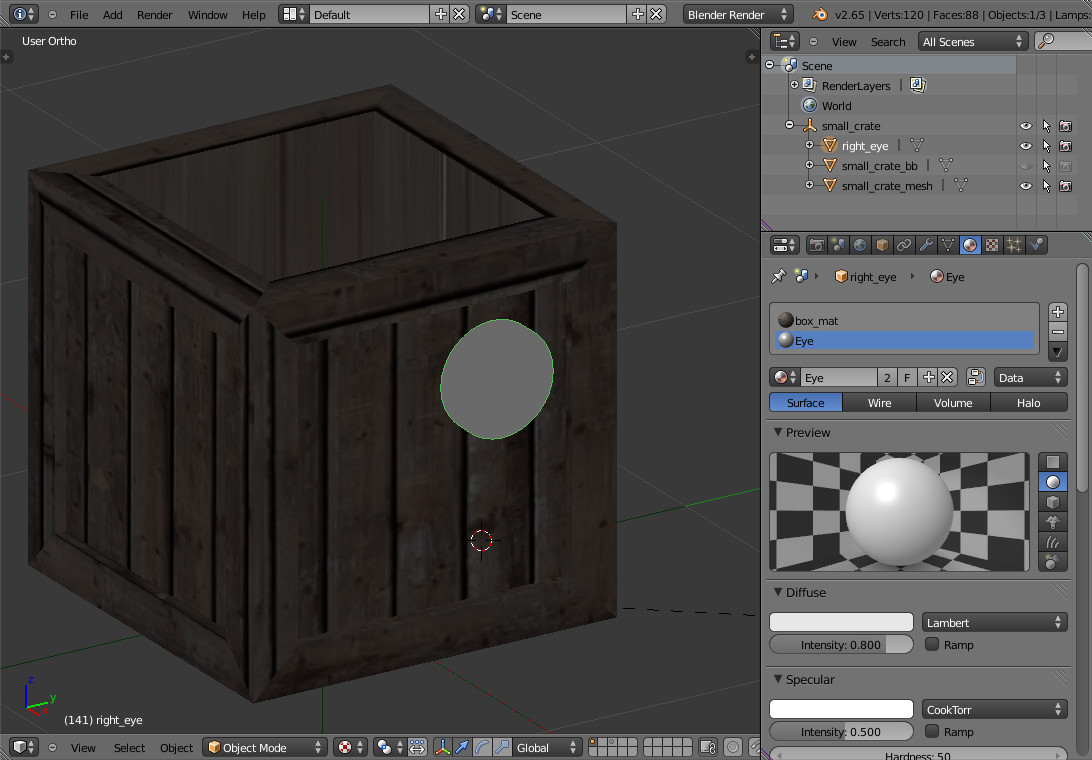 File Add Render Window Help Default Scene Blender Render v2.65 | Verts:120 | Faces:88 | Objects:1/3 | Lamps:
User Ortho
View Search All Scenes
Scene
RenderLayers
World
small_crate
right_eye
small_crate_bb
small_crate_mesh
right_eye Eye
box_mat
Eye
Eye 2 F Data
Surface Wire Volume Halo
Preview
Diffuse
Lambert
Intensity: 0.800 Ramp
Specular
CookTorr
Intensity: 0.500 Ramp
Hardness: 50
z
y
(141) right_eye
View Select Object Object Mode Global